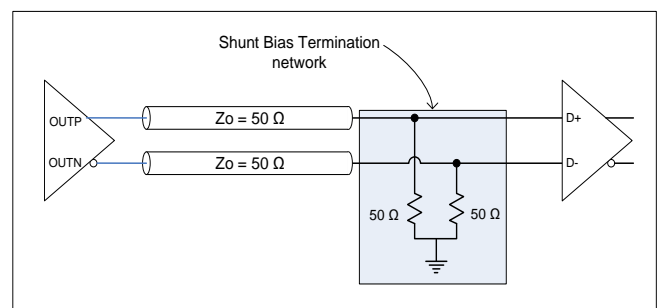 Shunt Bias Termination
network
OUTP
Zo = 50 Ω
D+
OUTN
Zo = 50 Ω
D-
50 Ω
50 Ω